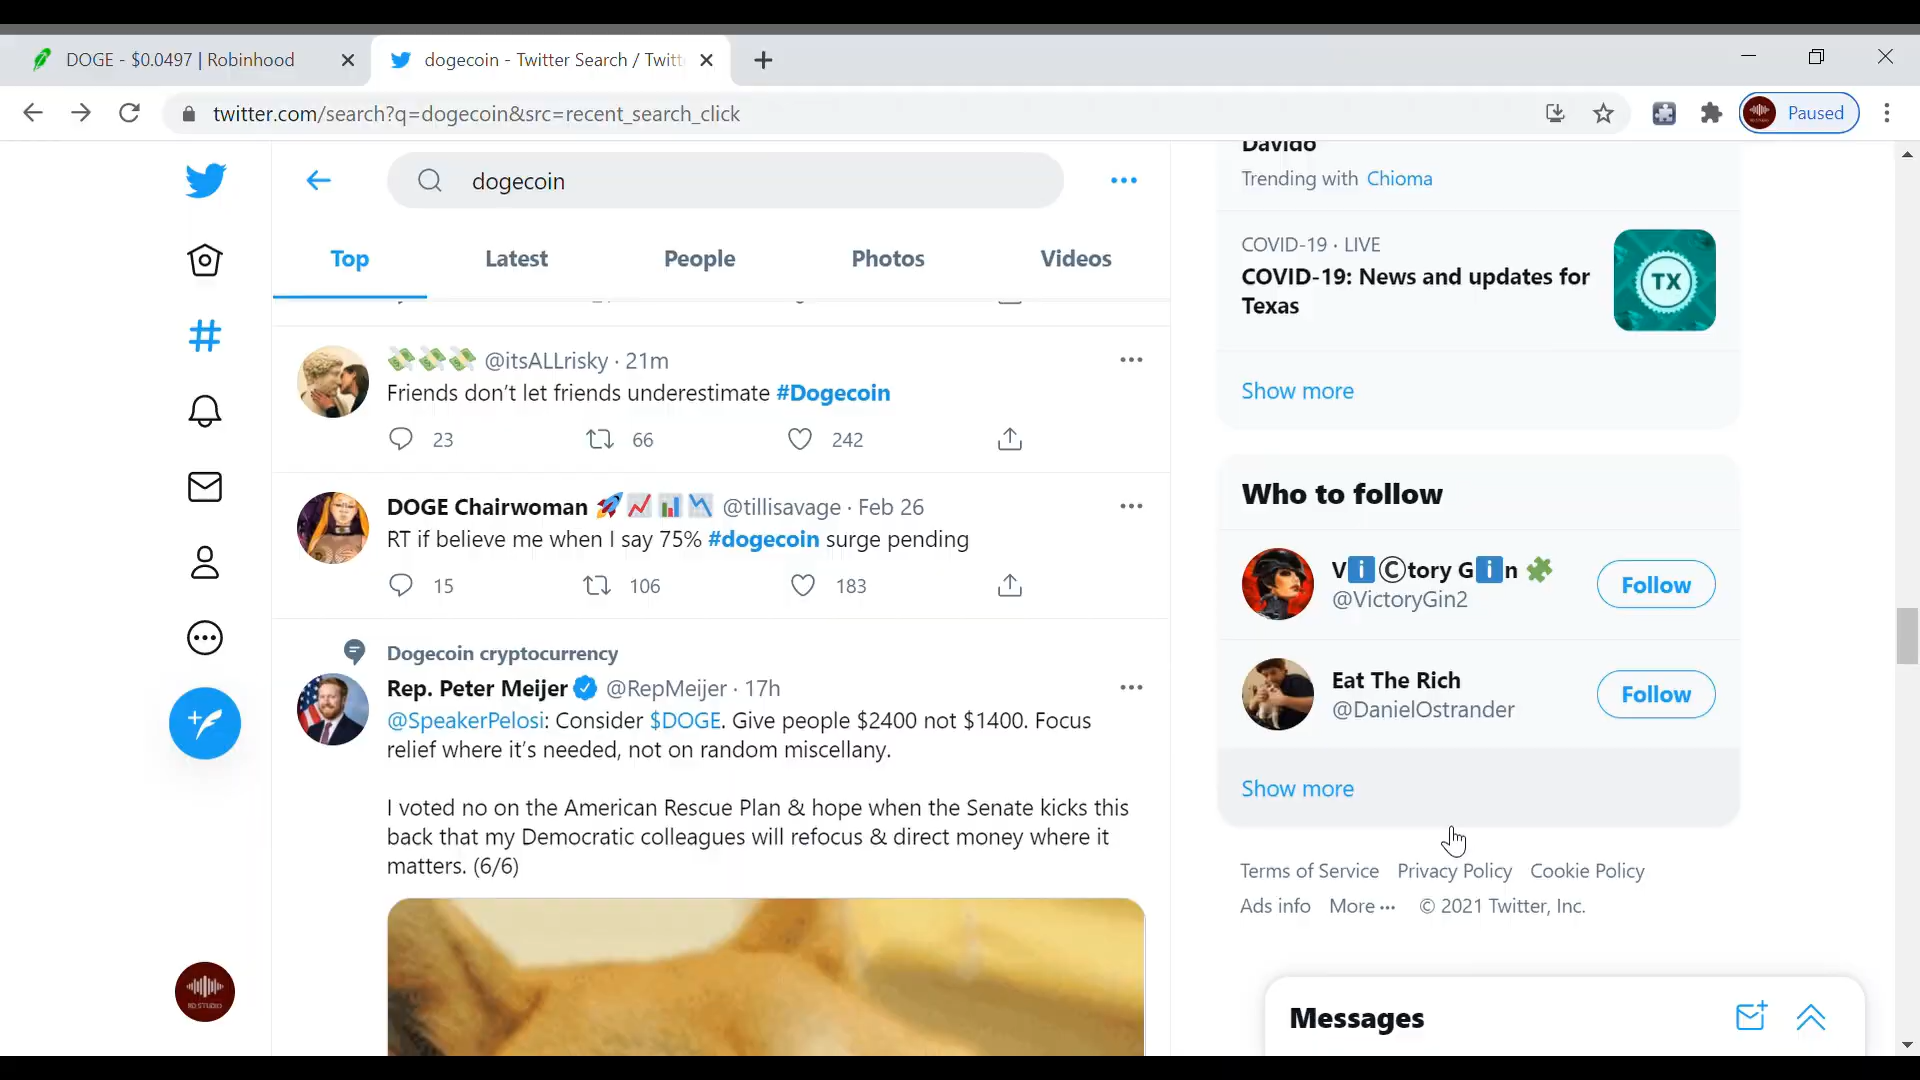 DOGE - $0.0497 | Robinhood
dogecoin - Twitter Search / Twitt
twitter.com/search?q=dogecoin&src=recent_search_click
Paused
dogecoin
Top Latest People Photos Videos
@itsALLrisky · 21m
Friends don't let friends underestimate #Dogecoin
23 66 242
DOGE Chairwoman @tillisavage · Feb 26
RT if believe me when I say 75% #dogecoin surge pending
15 106 183
Dogecoin cryptocurrency
Rep. Peter Meijer @RepMeijer · 17h
@SpeakerPelosi: Consider $DOGE. Give people $2400 not $1400. Focus
relief where it's needed, not on random miscellany.
I voted no on the American Rescue Plan & hope when the Senate kicks this
back that my Democratic colleagues will refocus & direct money where it
matters. (6/6)
Davido
Trending with Chioma
COVID-19 · LIVE
COVID-19: News and updates for
Texas
TX
Show more
Who to follow
VℹⒸtory Gℹn
@VictoryGin2
Follow
Eat The Rich
@DanielOstrander
Follow
Show more
Terms of Service Privacy Policy Cookie Policy
Ads info More ··· © 2021 Twitter, Inc.
RD STUDIO
Messages